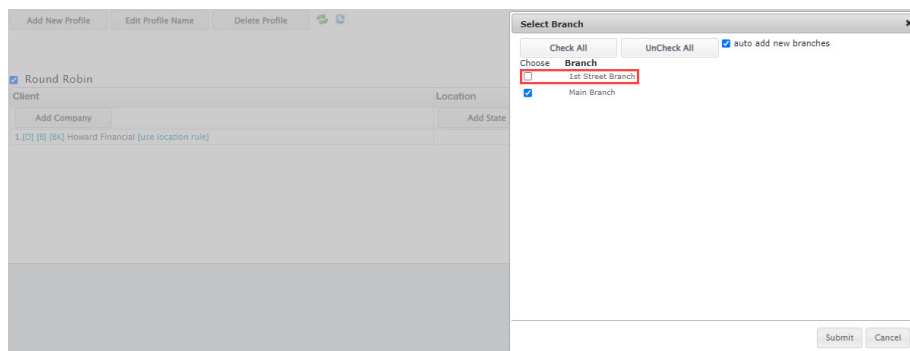 Add New Profile Edit Profile Name Delete Profile
Round Robin
Client Location
Add Company Add State
1.[D] [B] [BK] Howard Financial [use location rule]
Select Branch x
Check All UnCheck All auto add new branches
Choose Branch
1st Street Branch
Main Branch
Submit Cancel